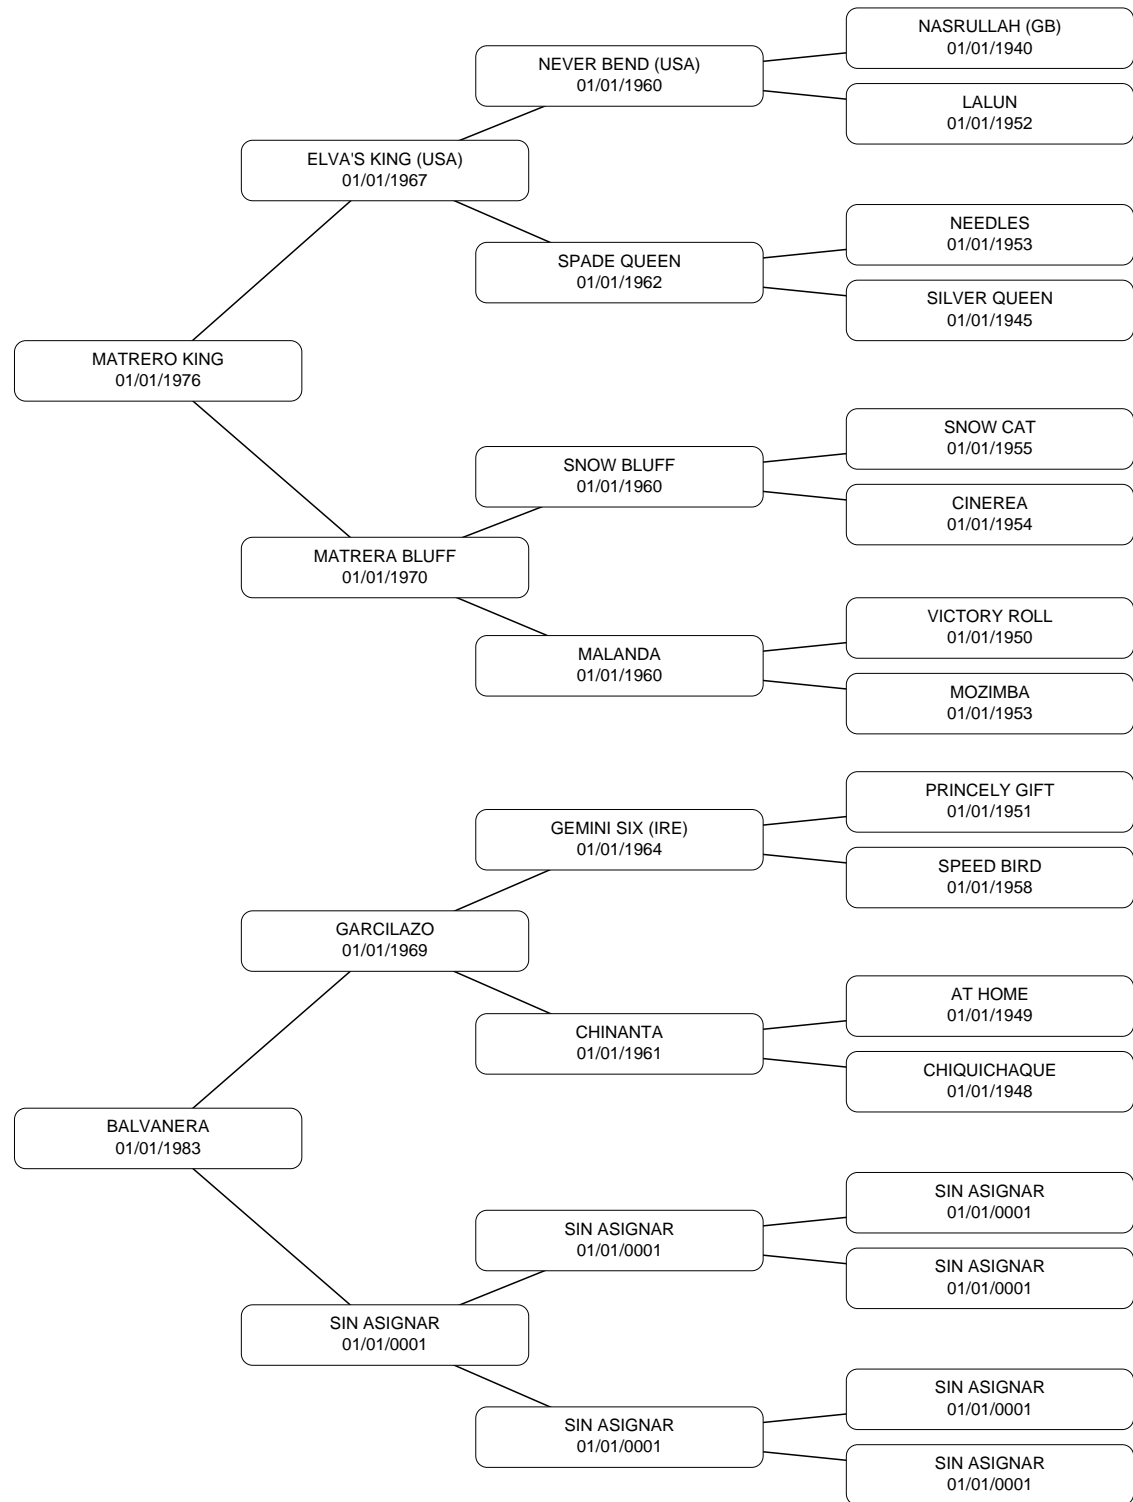 NASRULLAH (GB)
01/01/1940
NEVER BEND (USA)
01/01/1960
LALUN
01/01/1952
ELVA'S KING (USA)
01/01/1967
NEEDLES
01/01/1953
SPADE QUEEN
01/01/1962
SILVER QUEEN
01/01/1945
MATRERO KING
01/01/1976
SNOW CAT
01/01/1955
SNOW BLUFF
01/01/1960
CINEREA
01/01/1954
MATRERA BLUFF
01/01/1970
VICTORY ROLL
01/01/1950
MALANDA
01/01/1960
MOZIMBA
01/01/1953
PRINCELY GIFT
01/01/1951
GEMINI SIX (IRE)
01/01/1964
SPEED BIRD
01/01/1958
GARCILAZO
01/01/1969
AT HOME
01/01/1949
CHINANTA
01/01/1961
CHIQUICHAQUE
01/01/1948
BALVANERA
01/01/1983
SIN ASIGNAR
01/01/0001
SIN ASIGNAR
01/01/0001
SIN ASIGNAR
01/01/0001
SIN ASIGNAR
01/01/0001
SIN ASIGNAR
01/01/0001
SIN ASIGNAR
01/01/0001
SIN ASIGNAR
01/01/0001